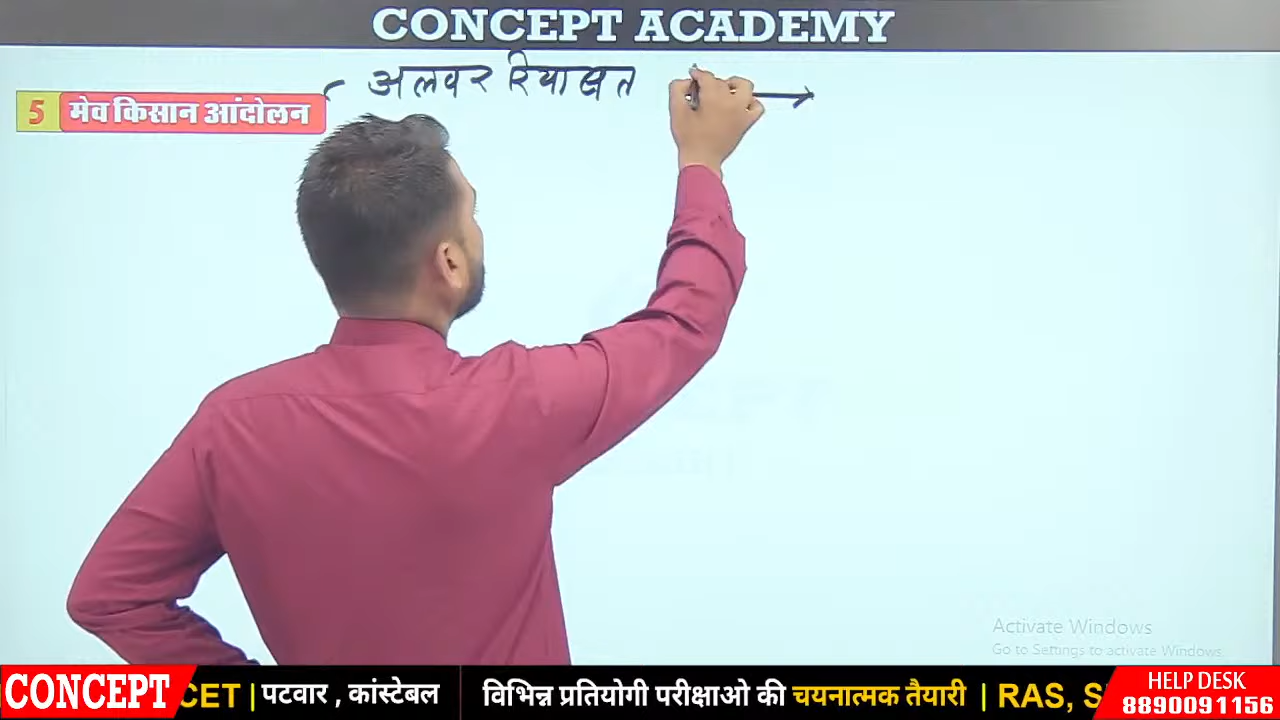 CONCEPT ACADEMY
अलवर रियासत
5 मेव किसान आंदोलन
Activate Windows
Go to Settings to activate Windows.
CONCEPT CET | पटवार , कांस्टेबल | विभिन्न प्रतियोगी परीक्षाओ की चयनात्मक तैयारी | RAS, S
HELP DESK
8890091156